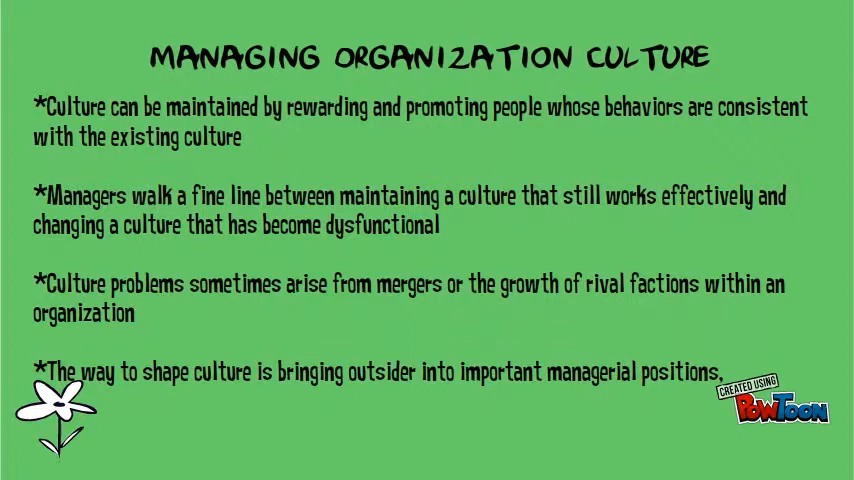 MANAGING ORGANIZATION CULTURE
*Culture can be maintained by rewarding and promoting people whose behaviors are consistent
with the existing culture
*Managers walk a fine line between maintaining a culture that still works effectively and
changing a culture that has become dysfunctional
*Culture problems sometimes arise from mergers or the growth of rival factions within an
organization
*The way to shape culture is bringing outsider into important managerial positions.
CREATED USING
POWTOON